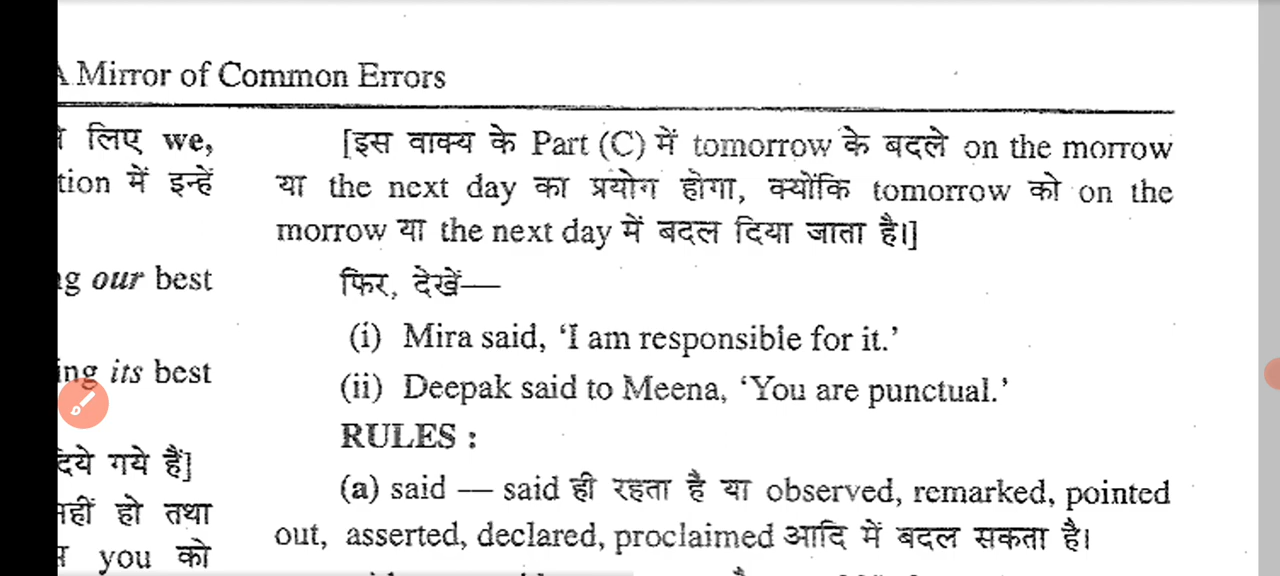 A Mirror of Common Errors
लिए we,
tion में इन्हें
our best
its best
दिये गये हैं]
नहीं हो तथा
you को
[इस वाक्य के Part (C) में tomorrow के बदले on the morrow
या the next day का प्रयोग होगा, क्योंकि tomorrow को on the
morrow या the next day में बदल दिया जाता है।]
फिर, देखें—
(i) Mira said, ‘I am responsible for it.’
(ii) Deepak said to Meena, ‘You are punctual.’
RULES :
(a) said — said ही रहता है या observed, remarked, pointed
out, asserted, declared, proclaimed आदि में बदल सकता है।